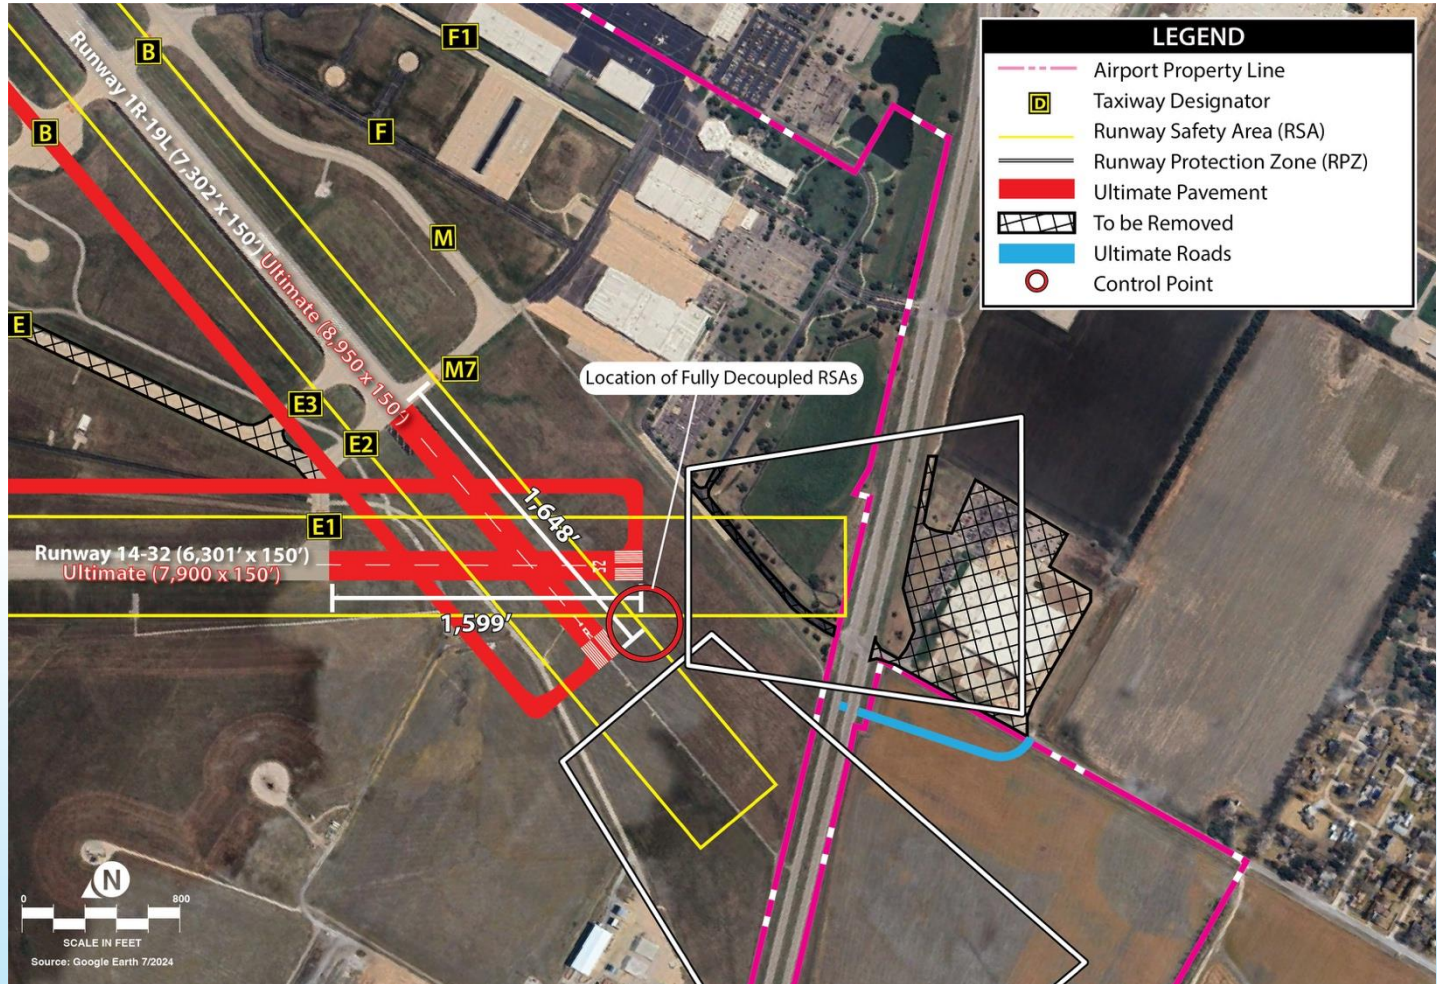 LEGEND
Airport Property Line
D
Taxiway Designator
Runway Safety Area (RSA)
Runway Protection Zone (RPZ)
Ultimate Pavement
To be Removed
Ultimate Roads
Control Point
F1
B
F
B
M
Runway 1R-19L (7,302' x 150') Ultimate (8,950 x 150')
E
M7
Location of Fully Decoupled RSAs
E3
E2
1,648'
E1
Runway 14-32 (6,301' x 150')
Ultimate (7,900 x 150')
32
1,599'
N
0 800
SCALE IN FEET
Source: Google Earth 7/2024